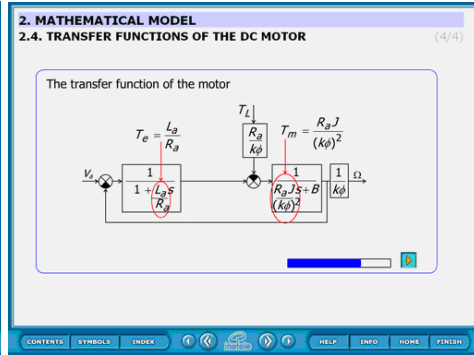 2. MATHEMATICAL MODEL
2.4. TRANSFER FUNCTIONS OF THE DC MOTOR (4/4)
The transfer function of the motor
T_L
T_e = L_a / R_a
R_a / kϕ
T_m = R_a J / (kϕ)²
V_a
1 / (1 + L_a s / R_a)
1 / (R_a J s + B / (kϕ)²)
1 / kϕ
Ω
CONTENTS SYMBOLS INDEX HELP INFO HOME FINISH